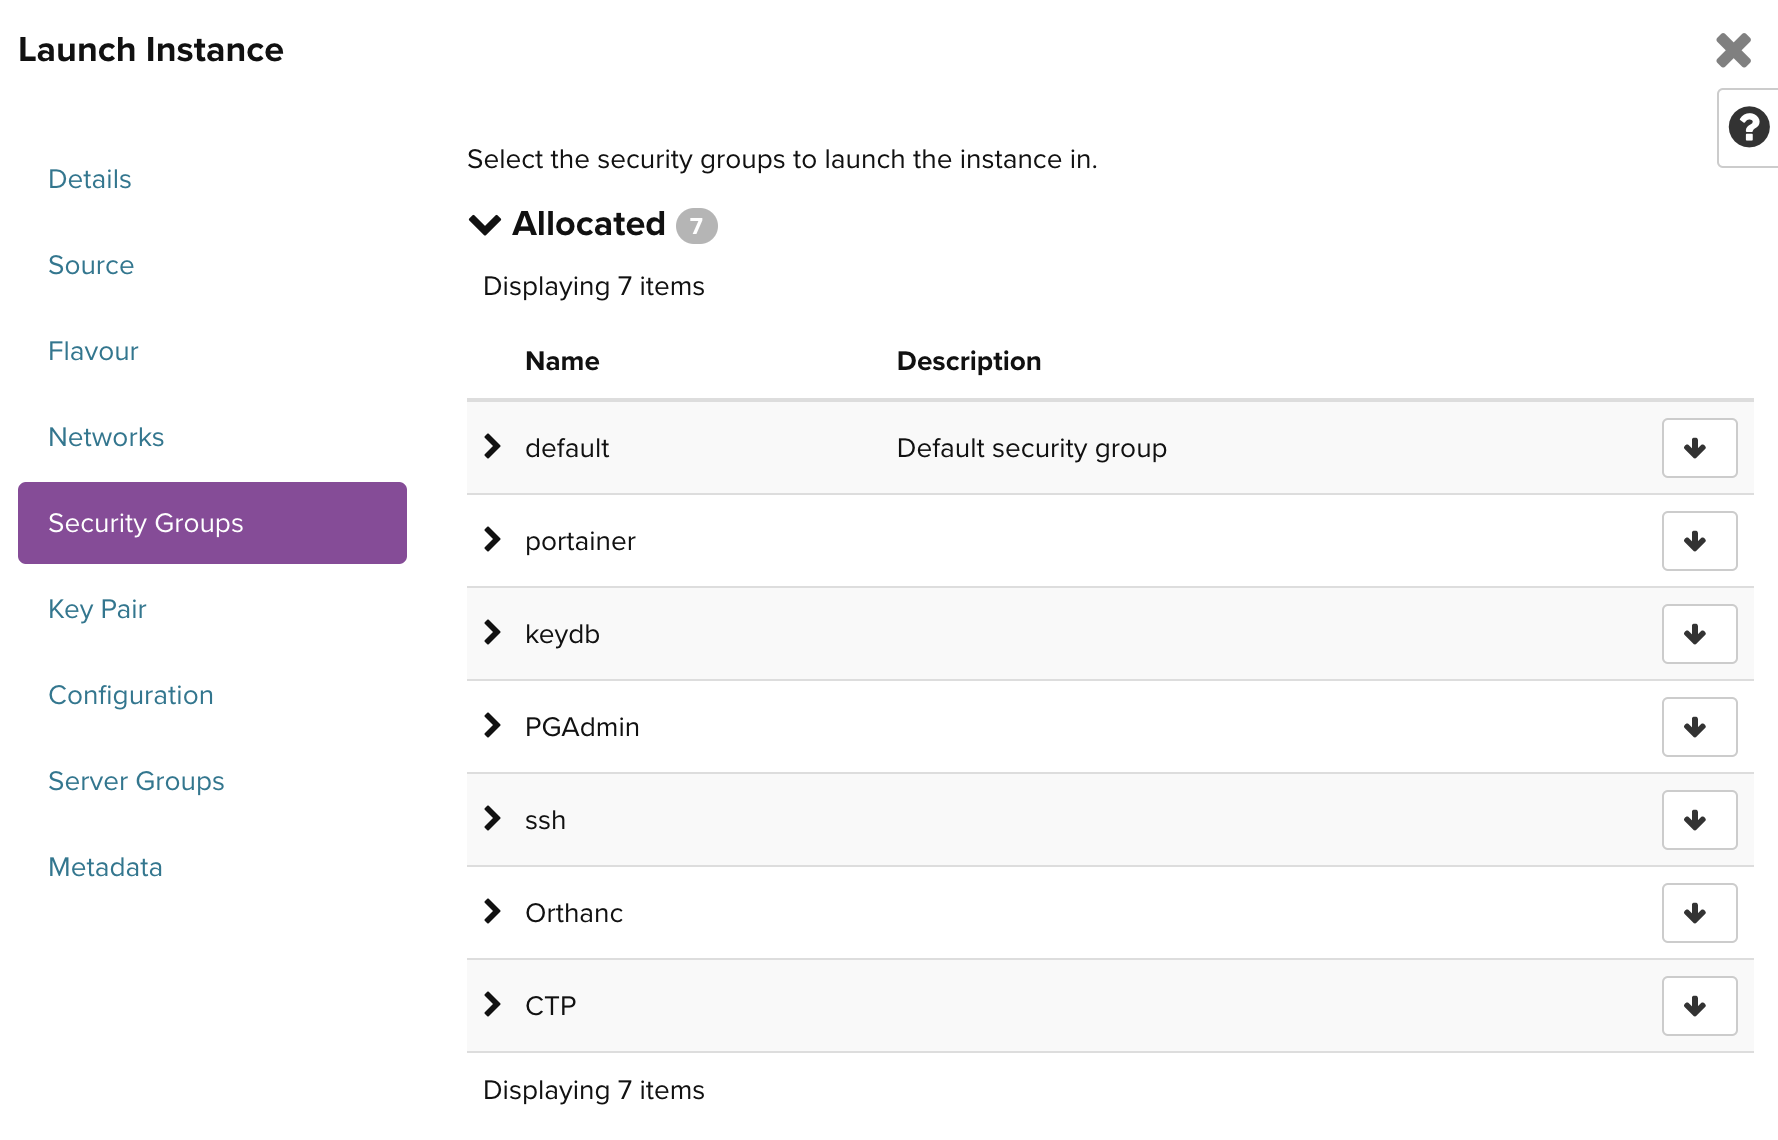 Launch Instance
Details
Source
Flavour
Networks
Security Groups
Key Pair
Configuration
Server Groups
Metadata
Select the security groups to launch the instance in.
Allocated 7
Displaying 7 items
Name Description
default Default security group
portainer
keydb
PGAdmin
ssh
Orthanc
CTP
Displaying 7 items